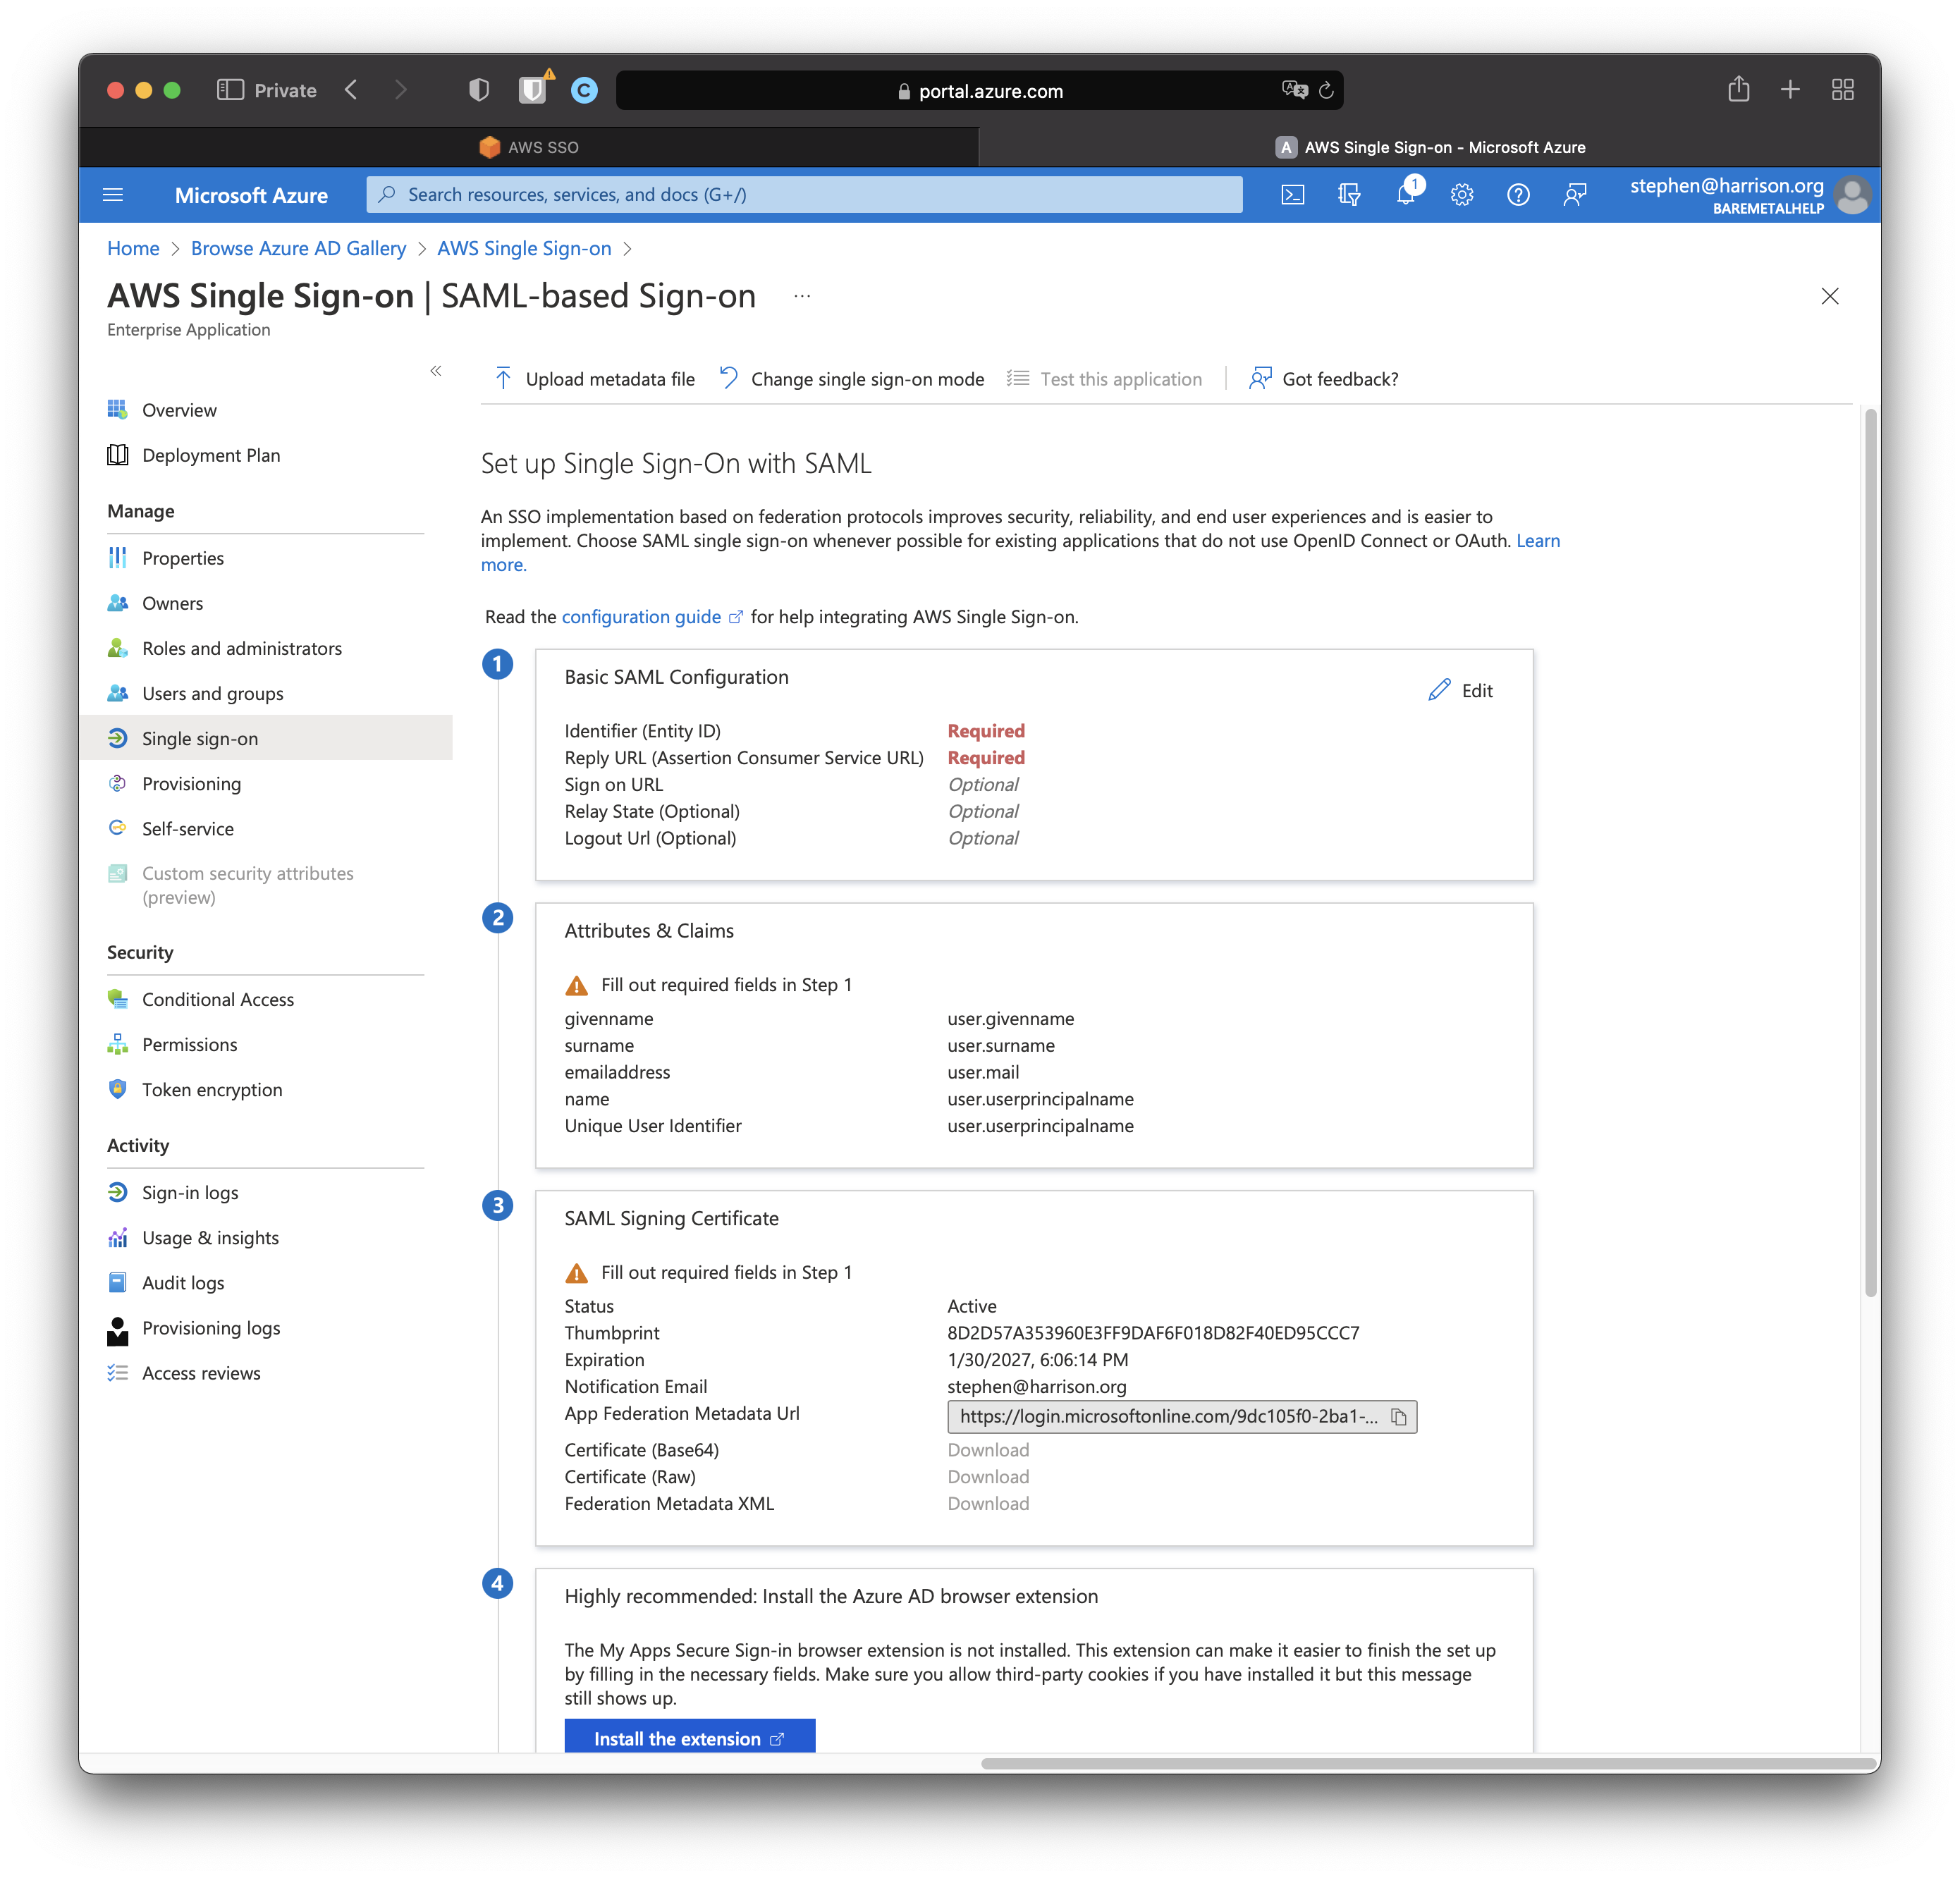 Private
portal.azure.com
AWS SSO
A AWS Single Sign-on - Microsoft Azure
Microsoft Azure
Search resources, services, and docs (G+/)
1
stephen@harrison.org
BAREMETALHELP
Home > Browse Azure AD Gallery > AWS Single Sign-on >
AWS Single Sign-on | SAML-based Sign-on ...
Enterprise Application
«
Overview
Deployment Plan
Manage
Properties
Owners
Roles and administrators
Users and groups
Single sign-on
Provisioning
Self-service
Custom security attributes
(preview)
Security
Conditional Access
Permissions
Token encryption
Activity
Sign-in logs
Usage & insights
Audit logs
Provisioning logs
Access reviews
Upload metadata file
Change single sign-on mode
Test this application
Got feedback?
Set up Single Sign-On with SAML
An SSO implementation based on federation protocols improves security, reliability, and end user experiences and is easier to
implement. Choose SAML single sign-on whenever possible for existing applications that do not use OpenID Connect or OAuth. Learn
more.
Read the configuration guide for help integrating AWS Single Sign-on.
1
Basic SAML Configuration
Edit
Identifier (Entity ID) Required
Reply URL (Assertion Consumer Service URL) Required
Sign on URL Optional
Relay State (Optional) Optional
Logout Url (Optional) Optional
2
Attributes & Claims
Fill out required fields in Step 1
givenname user.givenname
surname user.surname
emailaddress user.mail
name user.userprincipalname
Unique User Identifier user.userprincipalname
3
SAML Signing Certificate
Fill out required fields in Step 1
Status Active
Thumbprint 8D2D57A353960E3FF9DAF6F018D82F40ED95CCC7
Expiration 1/30/2027, 6:06:14 PM
Notification Email stephen@harrison.org
App Federation Metadata Url https://login.microsoftonline.com/9dc105f0-2ba1-...
Certificate (Base64) Download
Certificate (Raw) Download
Federation Metadata XML Download
4
Highly recommended: Install the Azure AD browser extension
The My Apps Secure Sign-in browser extension is not installed. This extension can make it easier to finish the set up
by filling in the necessary fields. Make sure you allow third-party cookies if you have installed it but this message
still shows up.
Install the extension